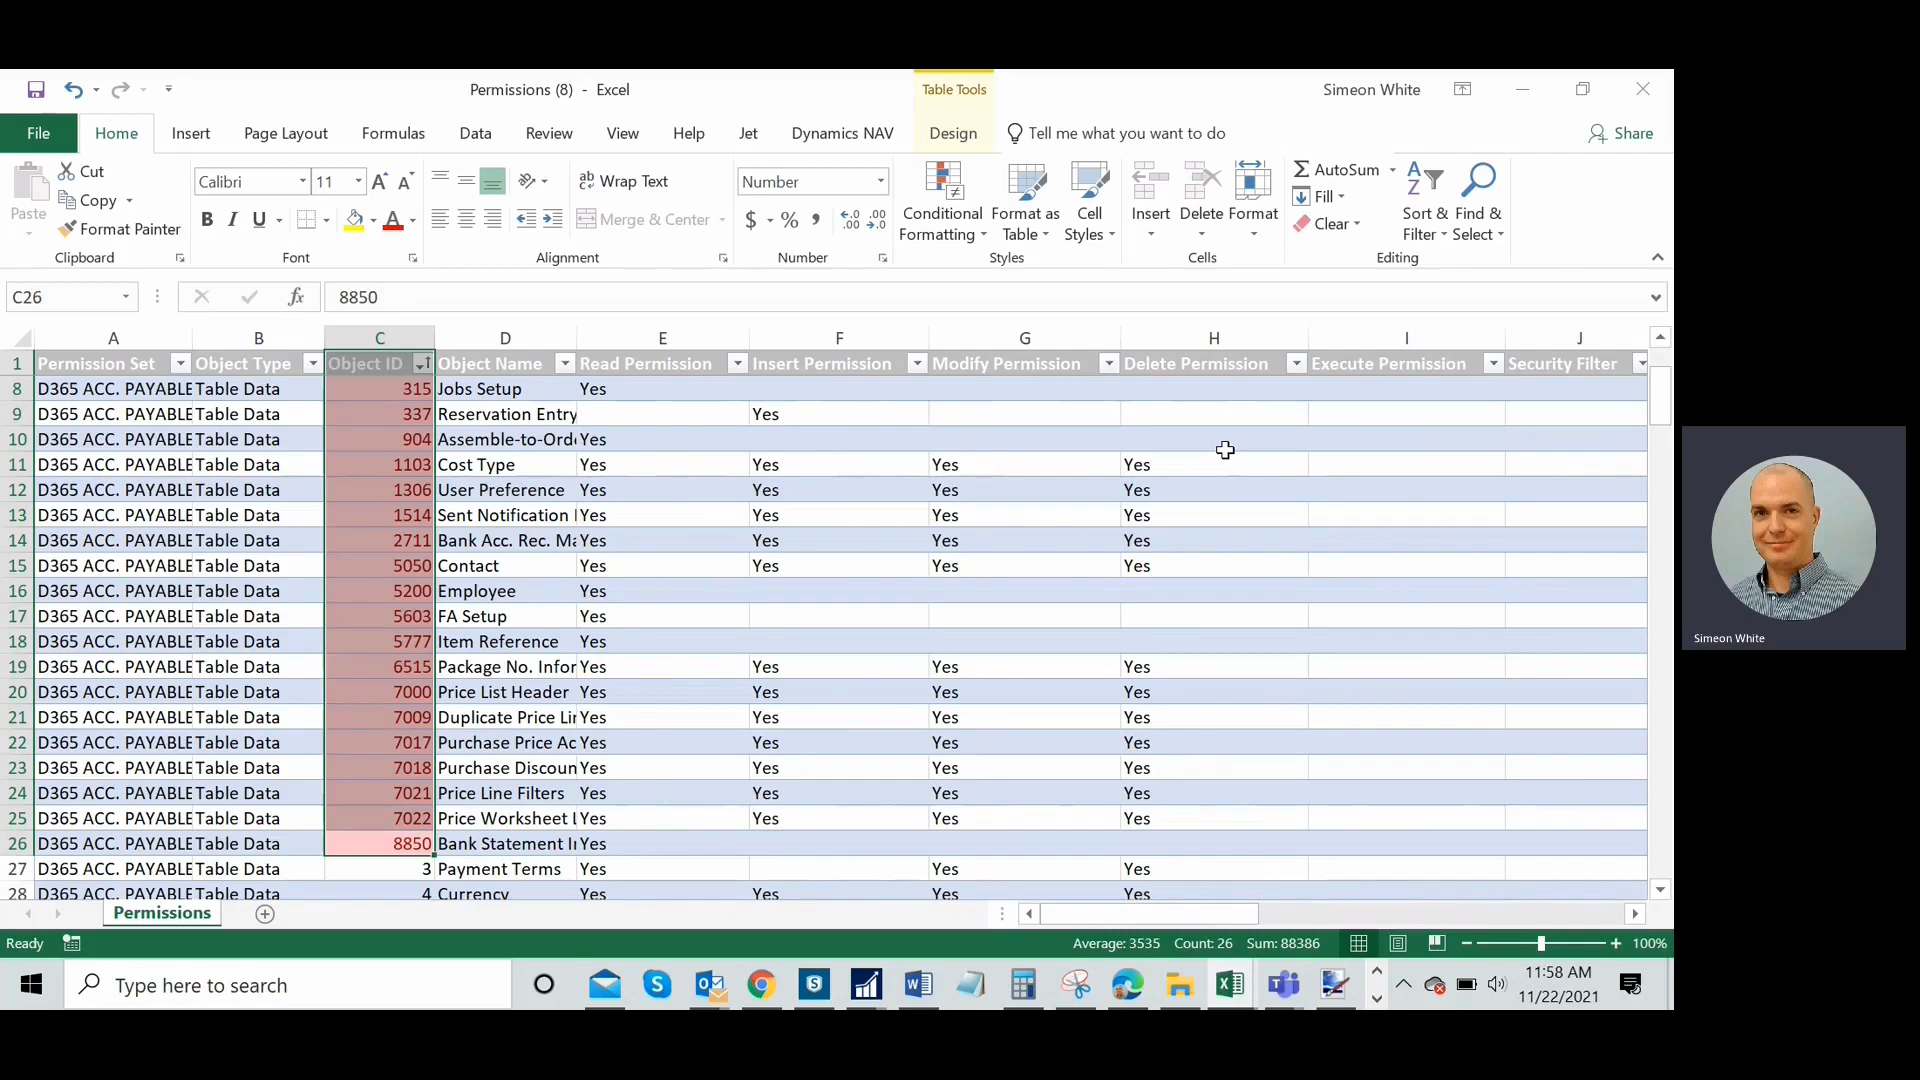 Permissions (8) - Excel
Table Tools
Simeon White
File Home Insert Page Layout Formulas Data Review View Help Jet Dynamics NAV Design Tell me what you want to do Share
Paste
Cut
Copy
Format Painter
Clipboard
Calibri 11
B I U
Font
Wrap Text
Merge & Center
Alignment
Number
$ % ,
Number
Conditional Formatting
Format as Table
Cell Styles
Styles
Insert Delete Format
Cells
AutoSum
Fill
Clear
Sort & Filter
Find & Select
Editing
C26 fx 8850
A B C D E F G H I J
1 Permission Set Object Type Object ID Object Name Read Permission Insert Permission Modify Permission Delete Permission Execute Permission Security Filter
8 D365 ACC. PAYABLE Table Data 315 Jobs Setup Yes
9 D365 ACC. PAYABLE Table Data 337 Reservation Entry Yes
10 D365 ACC. PAYABLE Table Data 904 Assemble-to-Orde Yes
11 D365 ACC. PAYABLE Table Data 1103 Cost Type Yes Yes Yes Yes
12 D365 ACC. PAYABLE Table Data 1306 User Preference Yes Yes Yes Yes
13 D365 ACC. PAYABLE Table Data 1514 Sent Notification Yes Yes Yes Yes
14 D365 ACC. PAYABLE Table Data 2711 Bank Acc. Rec. Ma Yes Yes Yes Yes
15 D365 ACC. PAYABLE Table Data 5050 Contact Yes Yes Yes Yes
16 D365 ACC. PAYABLE Table Data 5200 Employee Yes
17 D365 ACC. PAYABLE Table Data 5603 FA Setup Yes
18 D365 ACC. PAYABLE Table Data 5777 Item Reference Yes
19 D365 ACC. PAYABLE Table Data 6515 Package No. Infor Yes Yes Yes Yes
20 D365 ACC. PAYABLE Table Data 7000 Price List Header Yes Yes Yes Yes
21 D365 ACC. PAYABLE Table Data 7009 Duplicate Price Lin Yes Yes Yes Yes
22 D365 ACC. PAYABLE Table Data 7017 Purchase Price Ac Yes Yes Yes Yes
23 D365 ACC. PAYABLE Table Data 7018 Purchase Discoun Yes Yes Yes Yes
24 D365 ACC. PAYABLE Table Data 7021 Price Line Filters Yes Yes Yes Yes
25 D365 ACC. PAYABLE Table Data 7022 Price Worksheet L Yes Yes Yes Yes
26 D365 ACC. PAYABLE Table Data 8850 Bank Statement In Yes
27 D365 ACC. PAYABLE Table Data 3 Payment Terms Yes Yes Yes
28 D365 ACC. PAYABLE Table Data 4 Currency Yes Yes Yes Yes
Permissions
Ready Average: 3535 Count: 26 Sum: 88386 100%
Type here to search
11:58 AM
11/22/2021
Simeon White